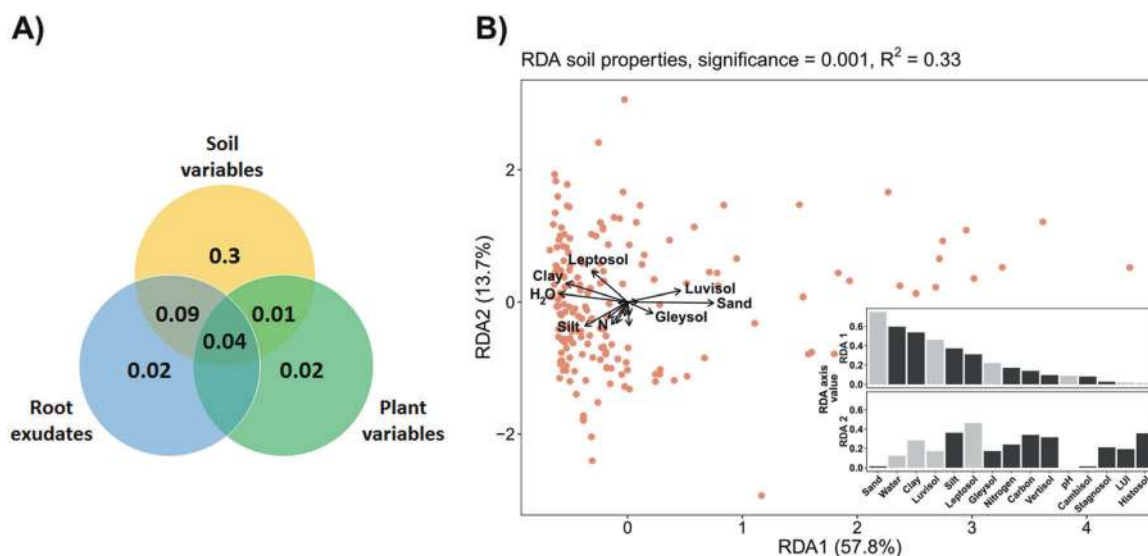 A)
Soil
variables
0.3
0.09
0.01
0.04
0.02
0.02
Root
exudates
Plant
variables
B)
RDA soil properties, significance = 0.001, R² = 0.33
RDA2 (13.7%)
2
0
−2
Leptosol
Clay
H₂O
Silt
N
Luvisol
Sand
Gleysol
0
1
2
3
4
RDA1 (57.8%)
RDA axis
value
RDA 1
0.6
0.4
0.2
0.0
RDA 2
0.6
0.4
0.2
0.0
Sand
Water
Clay
Luvisol
Silt
Leptosol
Gleysol
Nitrogen
Carbon
Vertisol
pH
Cambisol
Stagnosol
LUI
Histosol